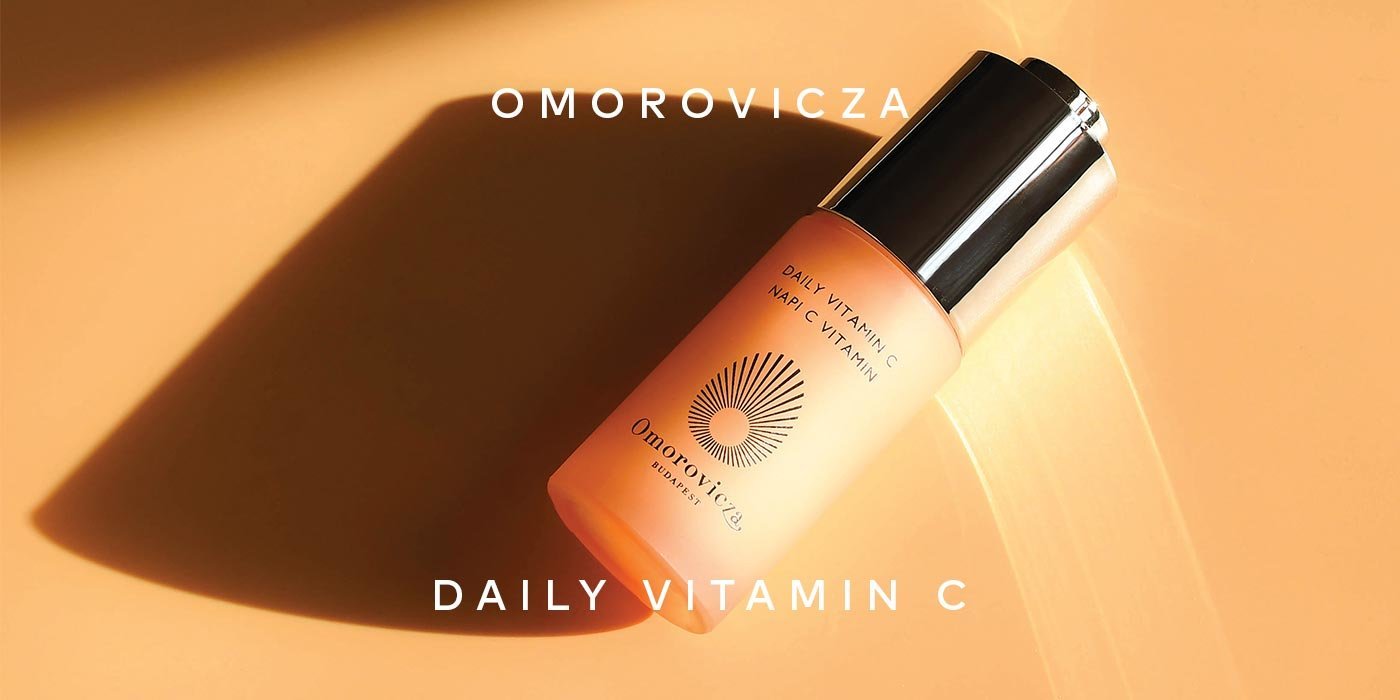 OMOROVICZA
DAILY VITAMIN C
NAPI C VITAMIN
Omorovicza
BUDAPEST
DAILY VITAMIN C